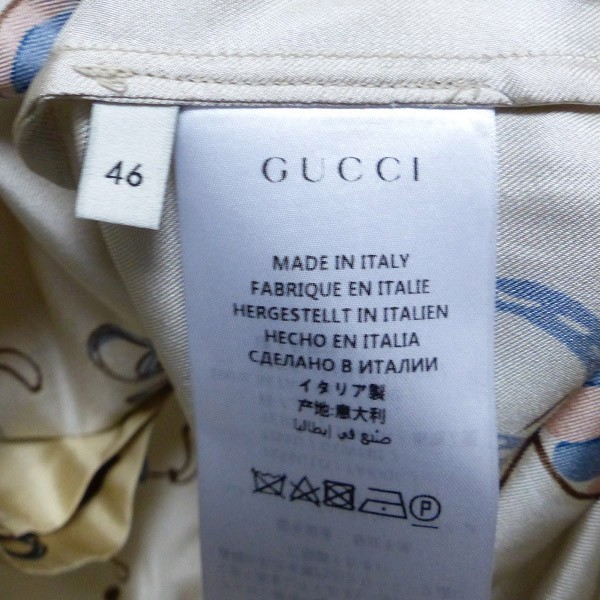 46
GUCCI
MADE IN ITALY
FABRIQUE EN ITALIE
HERGESTELLT IN ITALIEN
HECHO EN ITALIA
СДЕЛАНО В ИТАЛИИ
イタリア製
产地:意大利
صنع في إيطاليا
P